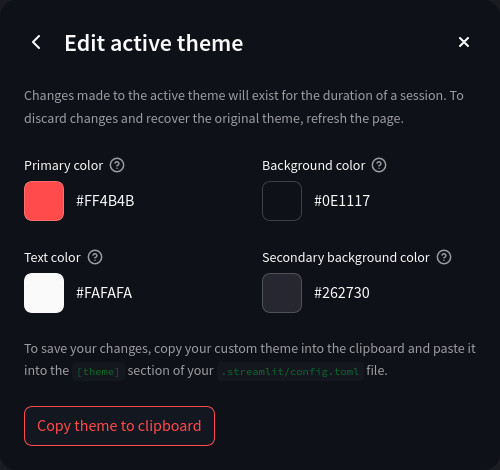 Edit active theme
Changes made to the active theme will exist for the duration of a session. To
discard changes and recover the original theme, refresh the page.
Primary color
Background color
#FF4B4B
#0E1117
Text color
Secondary background color
#FAFAFA
#262730
To save your changes, copy your custom theme into the clipboard and paste it
into the [theme] section of your .streamlit/config.toml file.
Copy theme to clipboard